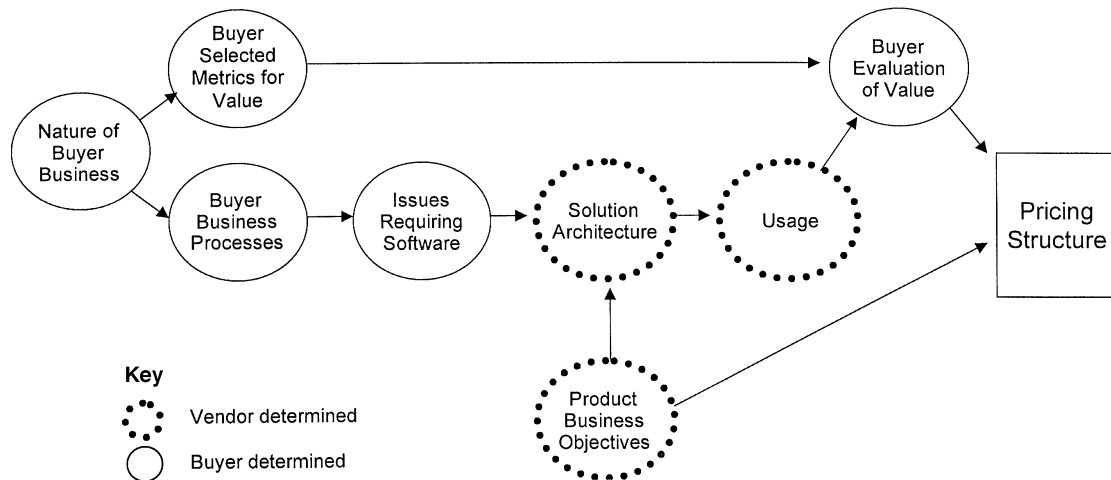 Buyer
Selected
Metrics for
Value
Buyer
Evaluation
of Value
Nature of
Buyer
Business
Buyer
Business
Processes
Issues
Requiring
Software
Solution
Architecture
Usage
Pricing
Structure
Product
Business
Objectives
Key
Vendor determined
Buyer determined